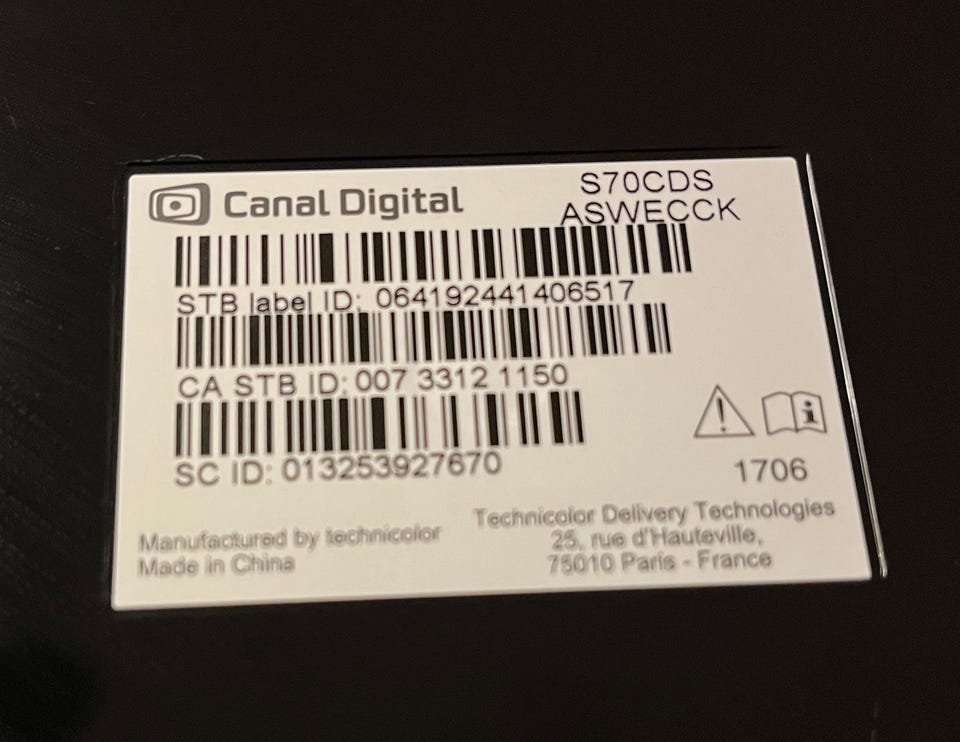 Canal Digital
S70CDS
ASWECCK
STB label ID: 064192441406517
CA STB ID: 007 3312 1150
SC ID: 013253927670
1706
Manufactured by technicolor
Made in China
Technicolor Delivery Technologies
25, rue d'Hauteville,
75010 Paris - France